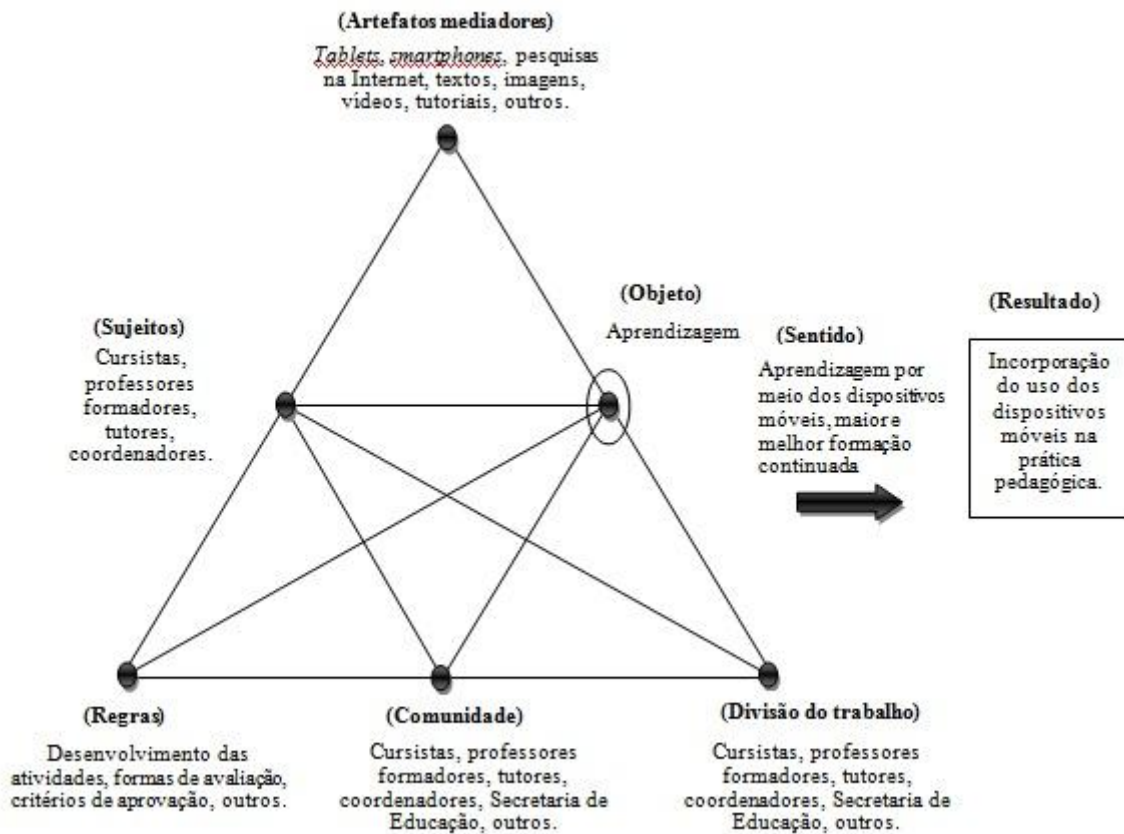 (Artefatos mediadores)
Tablets, smartphones, pesquisas
na Internet, textos, imagens,
vídeos, tutoriais, outros.
(Sujeitos)
Cursistas,
professores
formadores,
tutores,
coordenadores.
(Objeto)
Aprendizagem
(Sentido)
Aprendizagem por
meio dos dispositivos
móveis, maior e
melhor formação
continuada
(Resultado)
Incorporação
do uso dos
dispositivos
móveis na
prática
pedagógica.
(Regras)
Desenvolvimento das
atividades, formas de avaliação,
critérios de aprovação, outros.
(Comunidade)
Cursistas, professores
formadores, tutores,
coordenadores, Secretaria de
Educação, outros.
(Divisão do trabalho)
Cursistas, professores
formadores, tutores,
coordenadores, Secretaria de
Educação, outros.